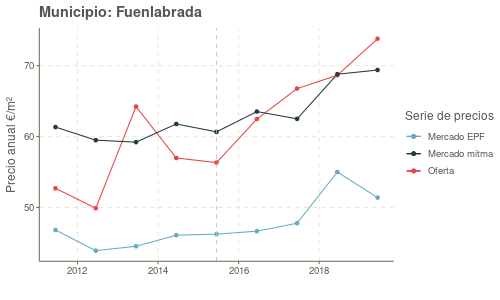 Municipio: Fuenlabrada
Precio anual €/m²
70
60
50
2012
2014
2016
2018
Serie de precios
Mercado EPF
Mercado mitma
Oferta